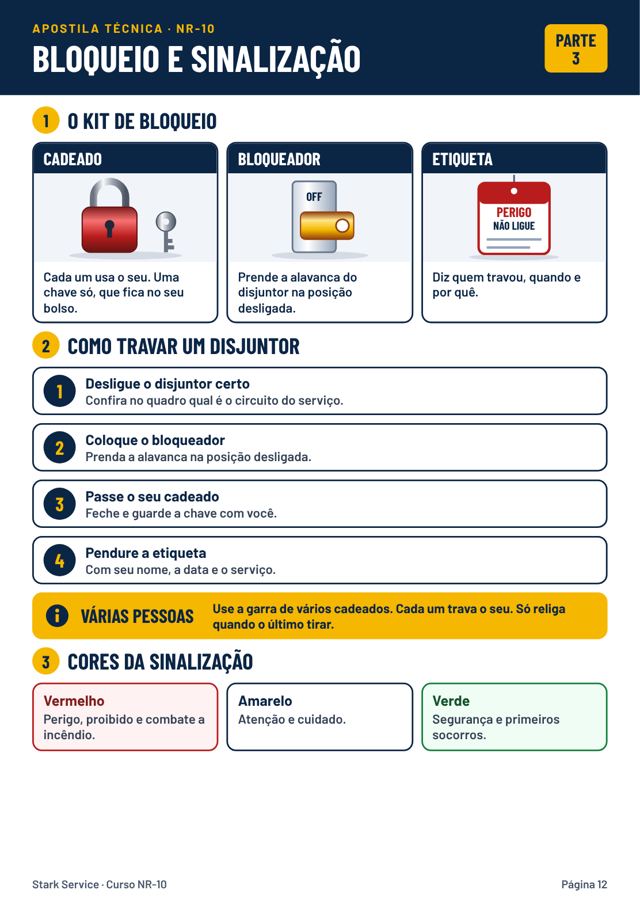 APOSTILA TÉCNICA · NR-10
BLOQUEIO E SINALIZAÇÃO
PARTE
3
1 O KIT DE BLOQUEIO
CADEADO
Cada um usa o seu. Uma
chave só, que fica no seu
bolso.
BLOQUEADOR
OFF
Prende a alavanca do
disjuntor na posição
desligada.
ETIQUETA
PERIGO
NÃO LIGUE
Diz quem travou, quando e
por quê.
2 COMO TRAVAR UM DISJUNTOR
1 Desligue o disjuntor certo
Confira no quadro qual é o circuito do serviço.
2 Coloque o bloqueador
Prenda a alavanca na posição desligada.
3 Passe o seu cadeado
Feche e guarde a chave com você.
4 Pendure a etiqueta
Com seu nome, a data e o serviço.
i VÁRIAS PESSOAS
Use a garra de vários cadeados. Cada um trava o seu. Só religa
quando o último tirar.
3 CORES DA SINALIZAÇÃO
Vermelho
Perigo, proibido e combate a
incêndio.
Amarelo
Atenção e cuidado.
Verde
Segurança e primeiros
socorros.
Stark Service · Curso NR-10
Página 12